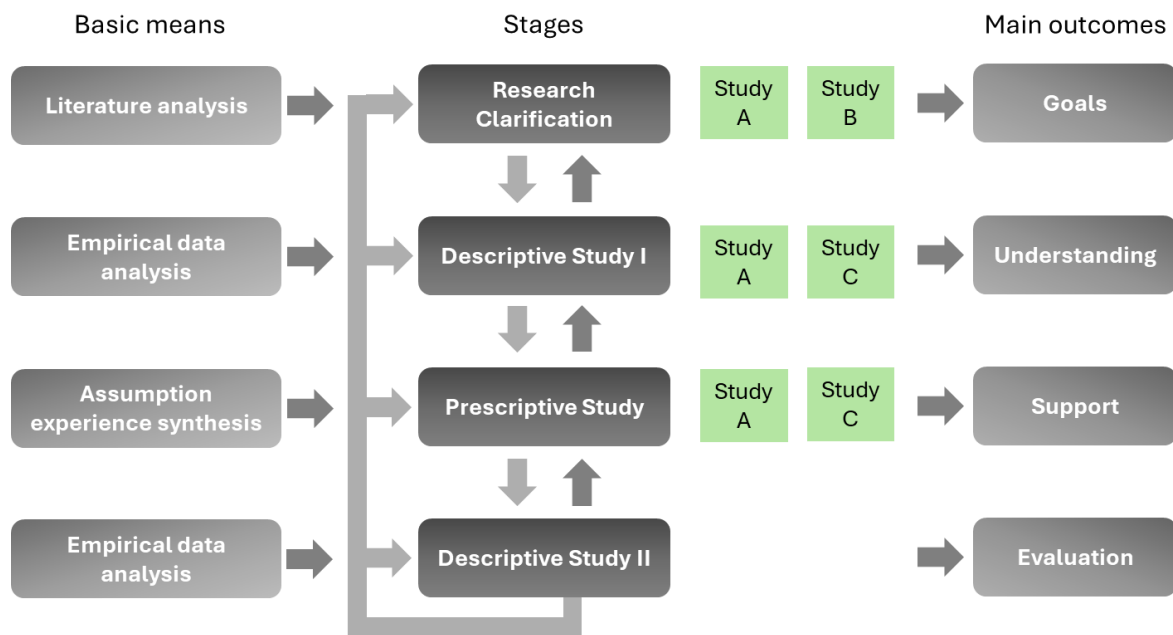 Basic means
Stages
Main outcomes
Literature analysis
Research
Clarification
Study
A
Study
B
Goals
Empirical data
analysis
Descriptive Study I
Study
A
Study
C
Understanding
Assumption
experience synthesis
Prescriptive Study
Study
A
Study
C
Support
Empirical data
analysis
Descriptive Study II
Evaluation